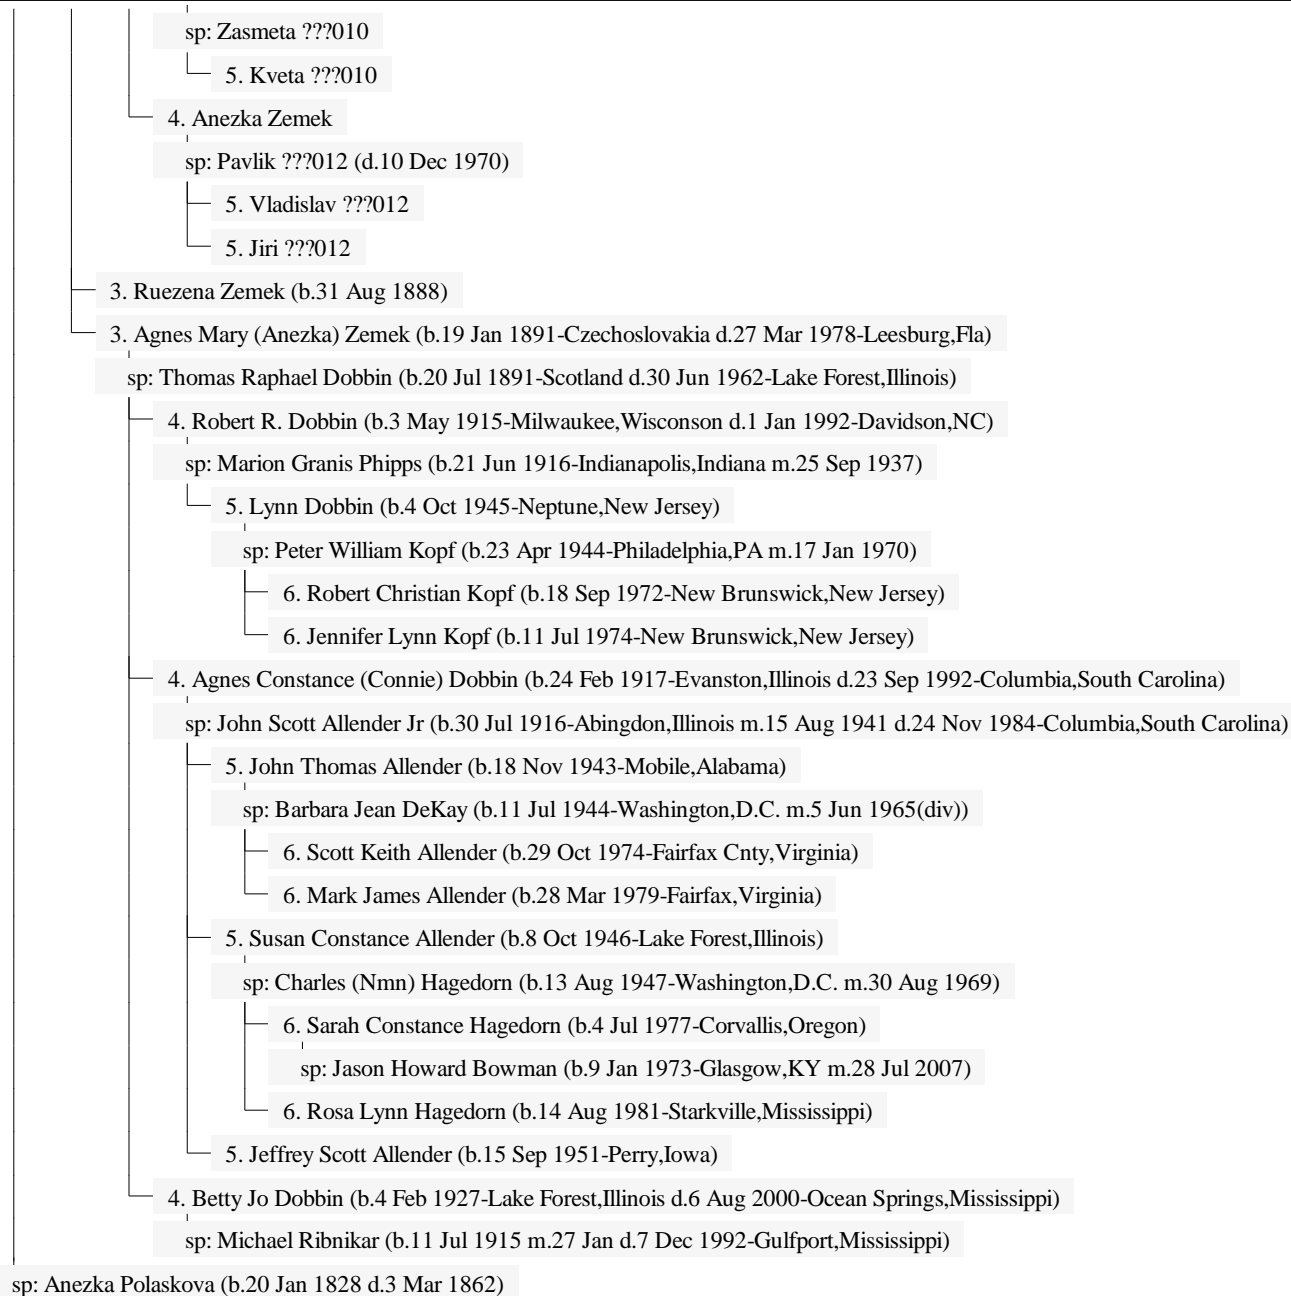 sp: Zasmeta ???010
5. Kveta ???010
4. Anezka Zemek
sp: Pavlik ???012 (d.10 Dec 1970)
5. Vladislav ???012
5. Jiri ???012
3. Ruezena Zemek (b.31 Aug 1888)
3. Agnes Mary (Anezka) Zemek (b.19 Jan 1891-Czechoslovakia d.27 Mar 1978-Leesburg,Fla)
sp: Thomas Raphael Dobbin (b.20 Jul 1891-Scotland d.30 Jun 1962-Lake Forest,Illinois)
4. Robert R. Dobbin (b.3 May 1915-Milwaukee,Wisconson d.1 Jan 1992-Davidson,NC)
sp: Marion Granis Phipps (b.21 Jun 1916-Indianapolis,Indiana m.25 Sep 1937)
5. Lynn Dobbin (b.4 Oct 1945-Neptune,New Jersey)
sp: Peter William Kopf (b.23 Apr 1944-Philadelphia,PA m.17 Jan 1970)
6. Robert Christian Kopf (b.18 Sep 1972-New Brunswick,New Jersey)
6. Jennifer Lynn Kopf (b.11 Jul 1974-New Brunswick,New Jersey)
4. Agnes Constance (Connie) Dobbin (b.24 Feb 1917-Evanston,Illinois d.23 Sep 1992-Columbia,South Carolina)
sp: John Scott Allender Jr (b.30 Jul 1916-Abingdon,Illinois m.15 Aug 1941 d.24 Nov 1984-Columbia,South Carolina)
5. John Thomas Allender (b.18 Nov 1943-Mobile,Alabama)
sp: Barbara Jean DeKay (b.11 Jul 1944-Washington,D.C. m.5 Jun 1965(div))
6. Scott Keith Allender (b.29 Oct 1974-Fairfax Cnty,Virginia)
6. Mark James Allender (b.28 Mar 1979-Fairfax,Virginia)
5. Susan Constance Allender (b.8 Oct 1946-Lake Forest,Illinois)
sp: Charles (Nmn) Hagedorn (b.13 Aug 1947-Washington,D.C. m.30 Aug 1969)
6. Sarah Constance Hagedorn (b.4 Jul 1977-Corvallis,Oregon)
sp: Jason Howard Bowman (b.9 Jan 1973-Glasgow,KY m.28 Jul 2007)
6. Rosa Lynn Hagedorn (b.14 Aug 1981-Starkville,Mississippi)
5. Jeffrey Scott Allender (b.15 Sep 1951-Perry,Iowa)
4. Betty Jo Dobbin (b.4 Feb 1927-Lake Forest,Illinois d.6 Aug 2000-Ocean Springs,Mississippi)
sp: Michael Ribnikar (b.11 Jul 1915 m.27 Jan d.7 Dec 1992-Gulfport,Mississippi)
sp: Anezka Polaskova (b.20 Jan 1828 d.3 Mar 1862)